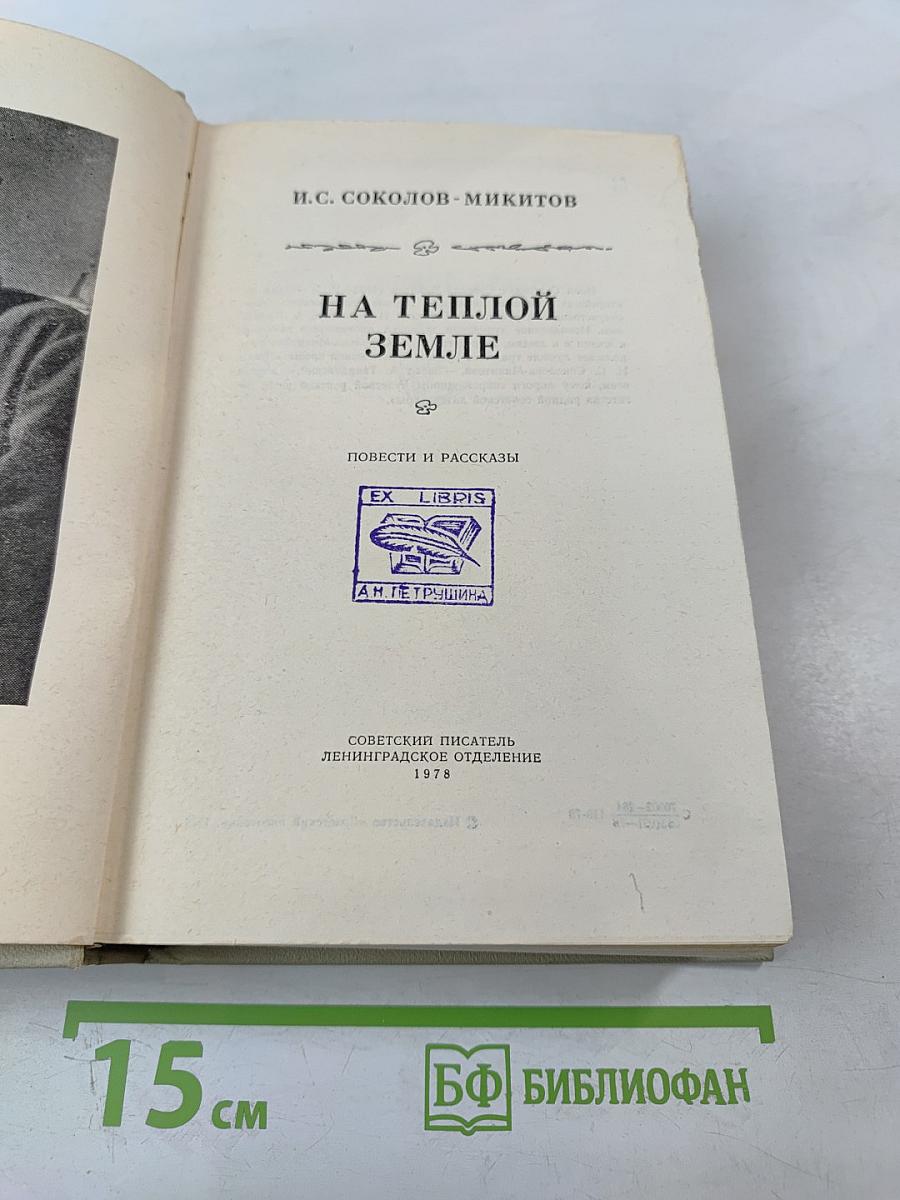 И.С. СОКОЛОВ-МИКИТОВ
НА ТЕПЛОЙ
ЗЕМЛЕ
ПОВЕСТИ И РАССКАЗЫ
EX LIBRIS
А.Н.ПЕТРУШИНА
СОВЕТСКИЙ ПИСАТЕЛЬ
ЛЕНИНГРАДСКОЕ ОТДЕЛЕНИЕ
1978
15 см
БФ БИБЛИОФАН